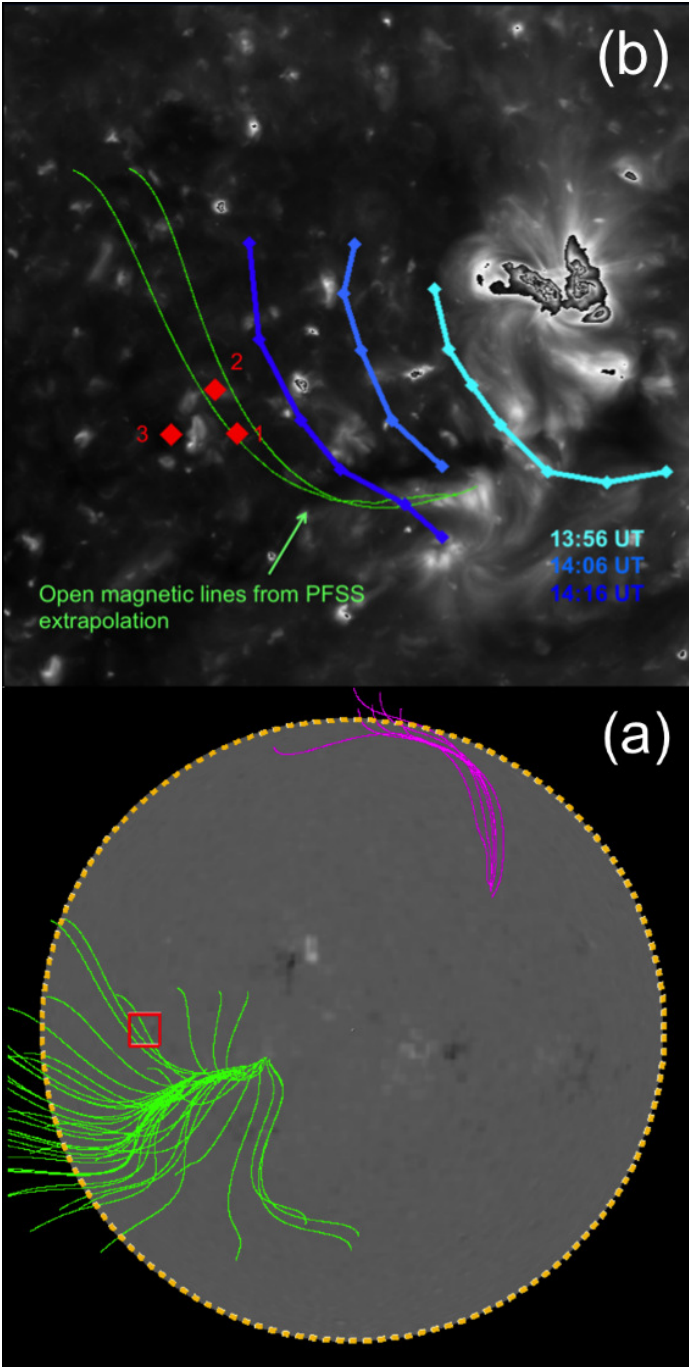 (b)
2
3
1
13:56 UT
14:06 UT
14:16 UT
Open magnetic lines from PFSS
extrapolation
(a)